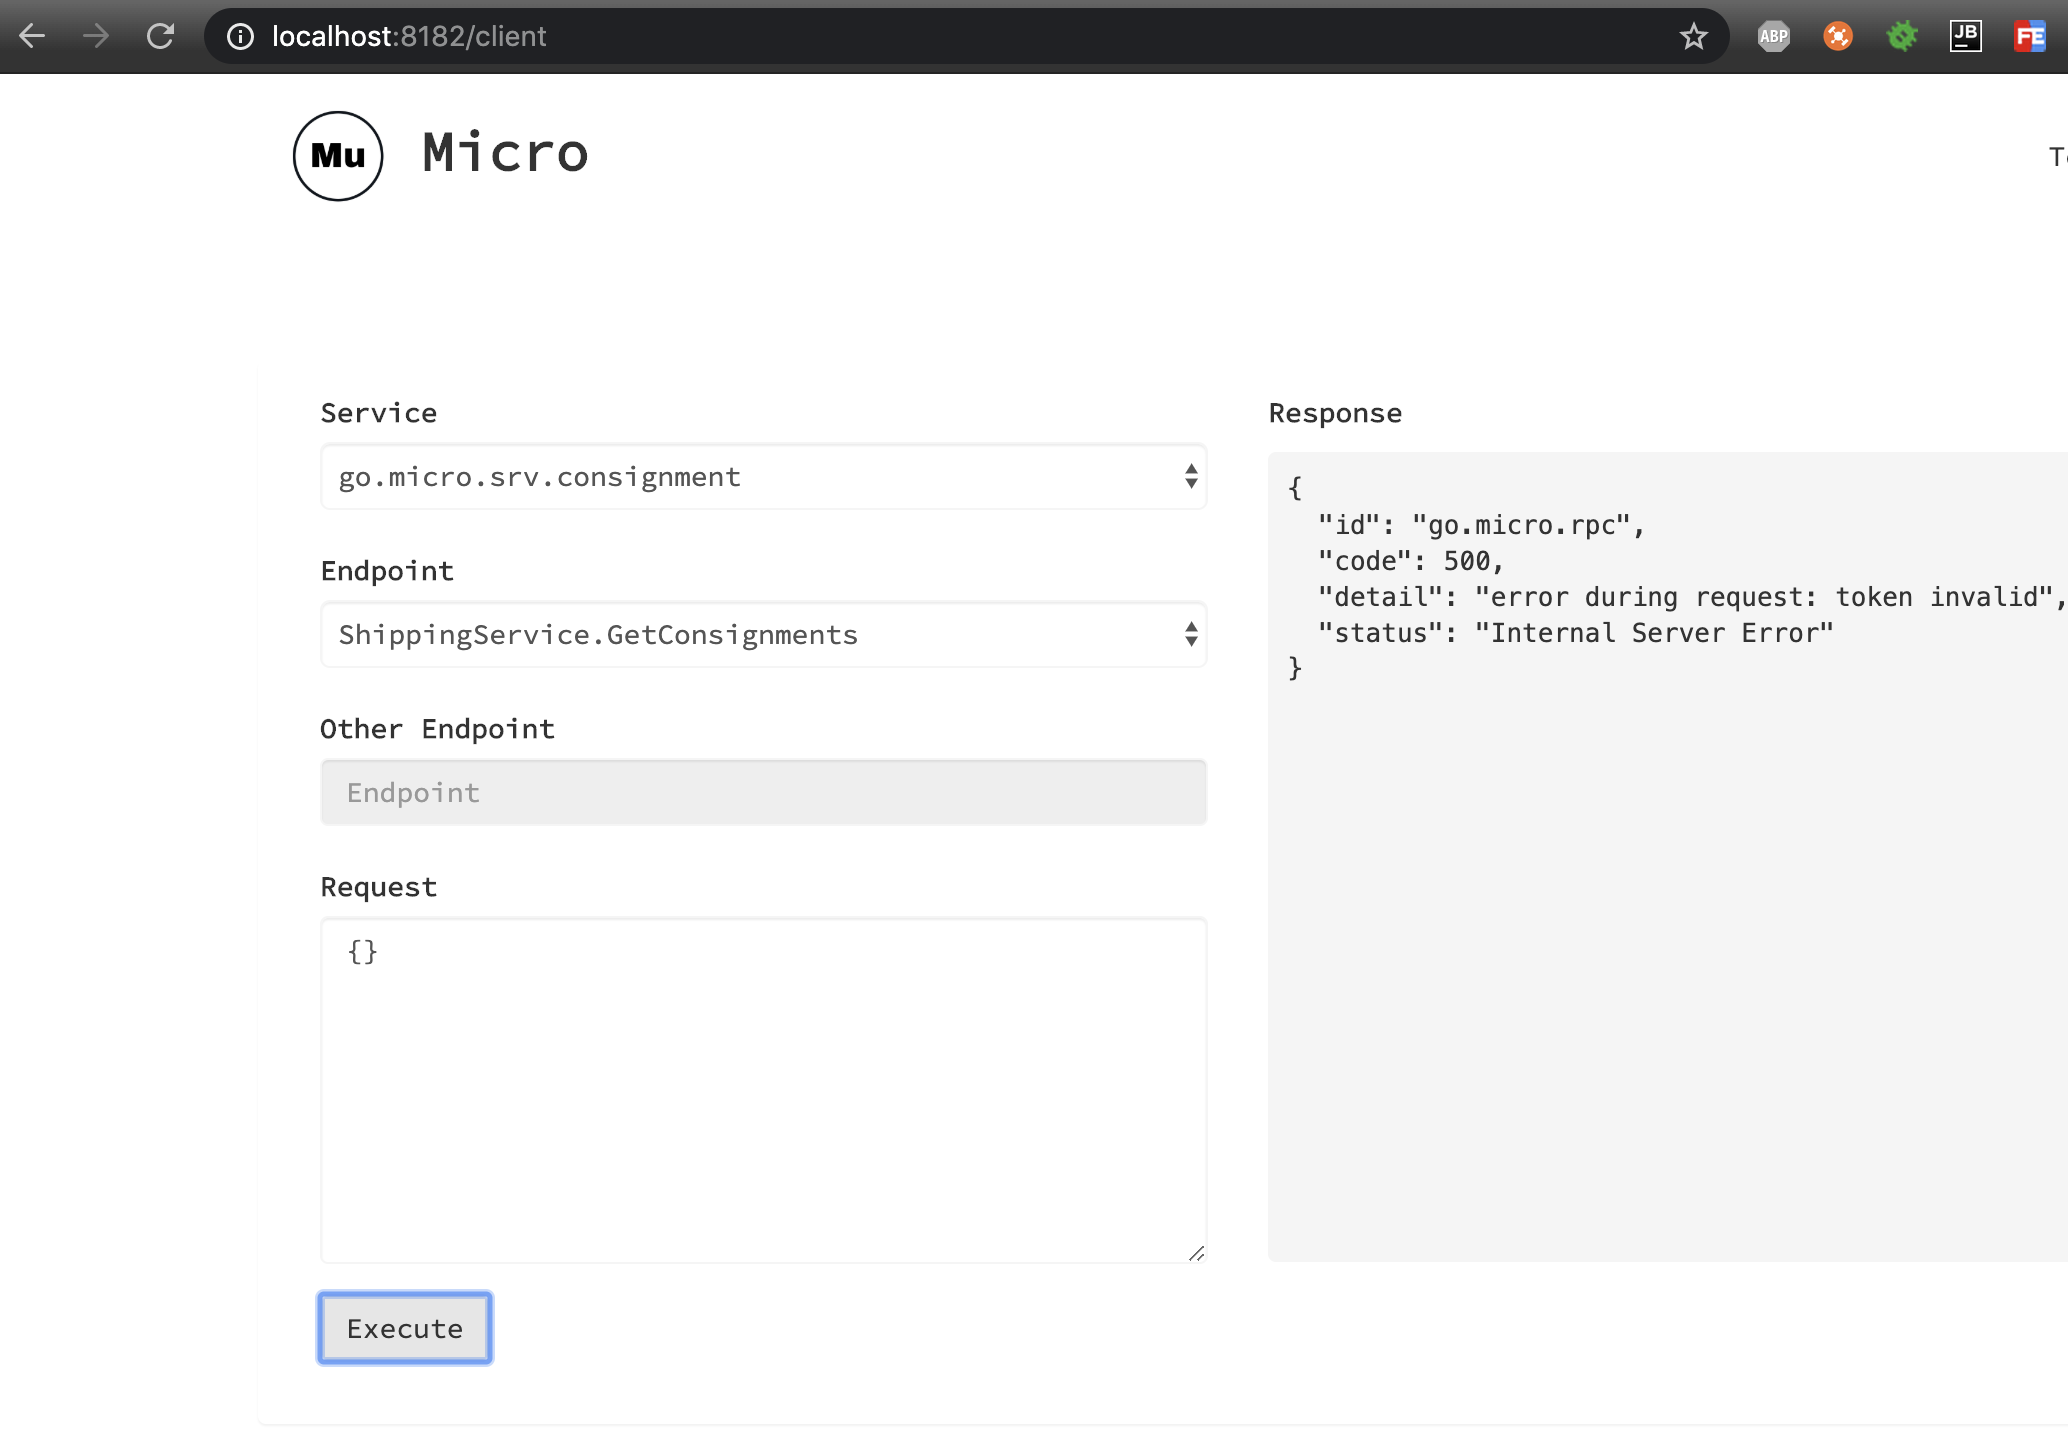 localhost:8182/client
ABP
JB
FE
Mu
Micro
Service
go.micro.srv.consignment
Endpoint
ShippingService.GetConsignments
Other Endpoint
Endpoint
Request
{}
Execute
Response
{
"id": "go.micro.rpc",
"code": 500,
"detail": "error during request: token invalid",
"status": "Internal Server Error"
}